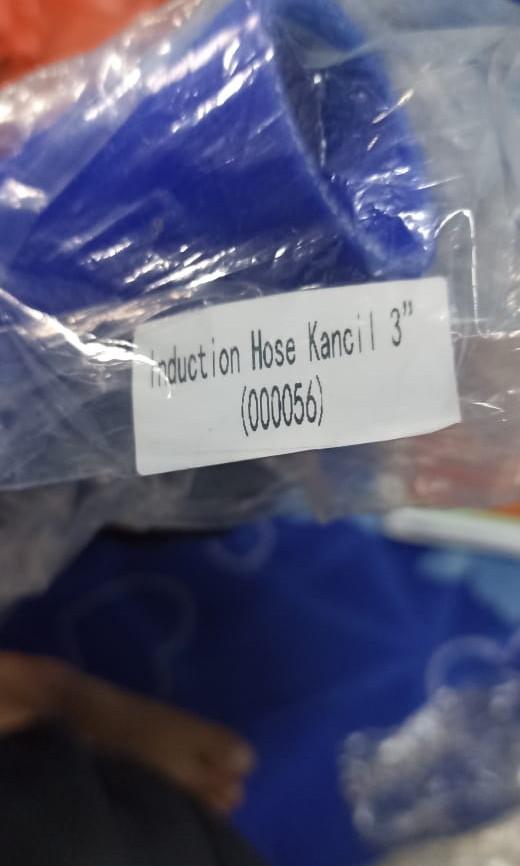 Induction Hose Kancil 3”
(000056)